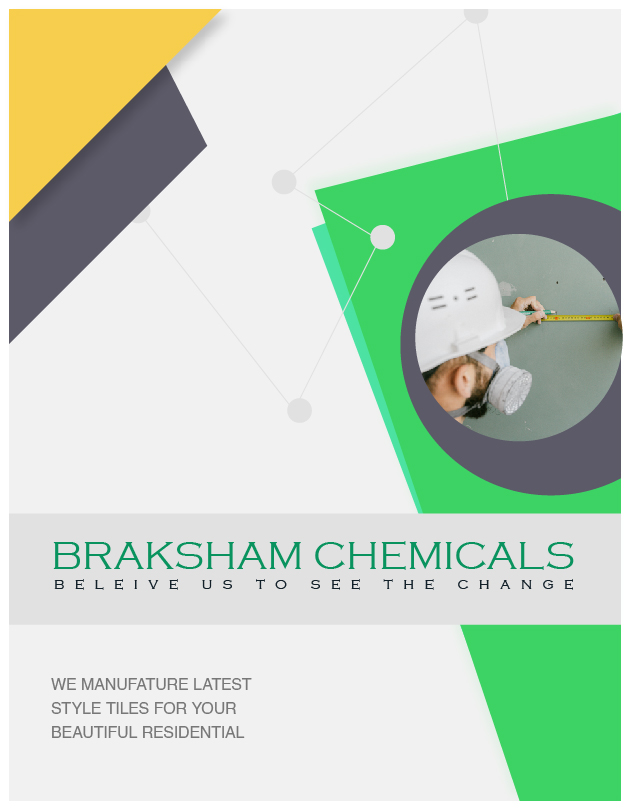 BRAKSHAM CHEMICALS
BELEIVE US TO SEE THE CHANGE
WE MANUFATURE LATEST
STYLE TILES FOR YOUR
BEAUTIFUL RESIDENTIAL